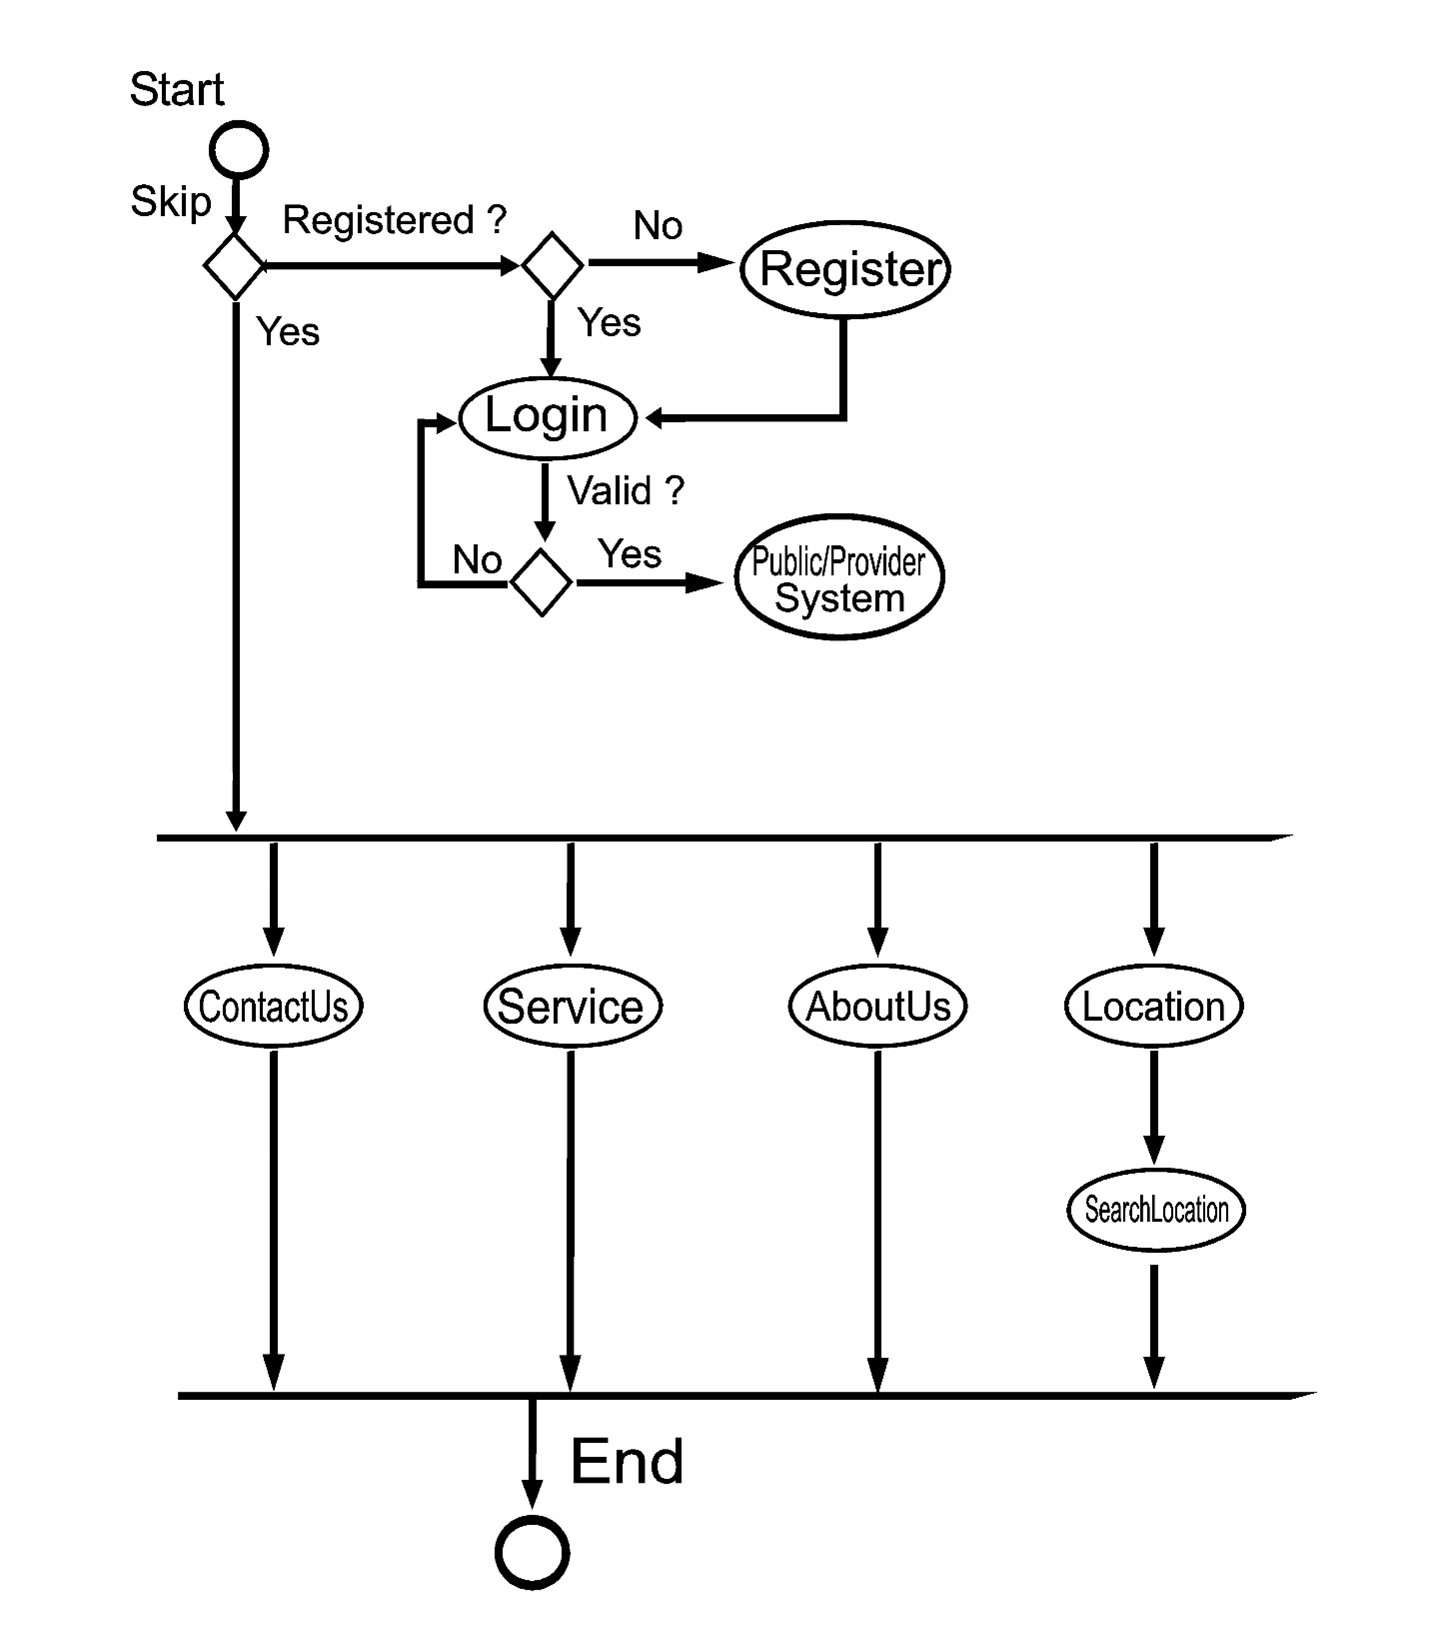 Start
Skip
Registered ?
No
Register
Yes
Yes
Login
Valid ?
No
Yes
Public/Provider
System
ContactUs
Service
AboutUs
Location
SearchLocation
End